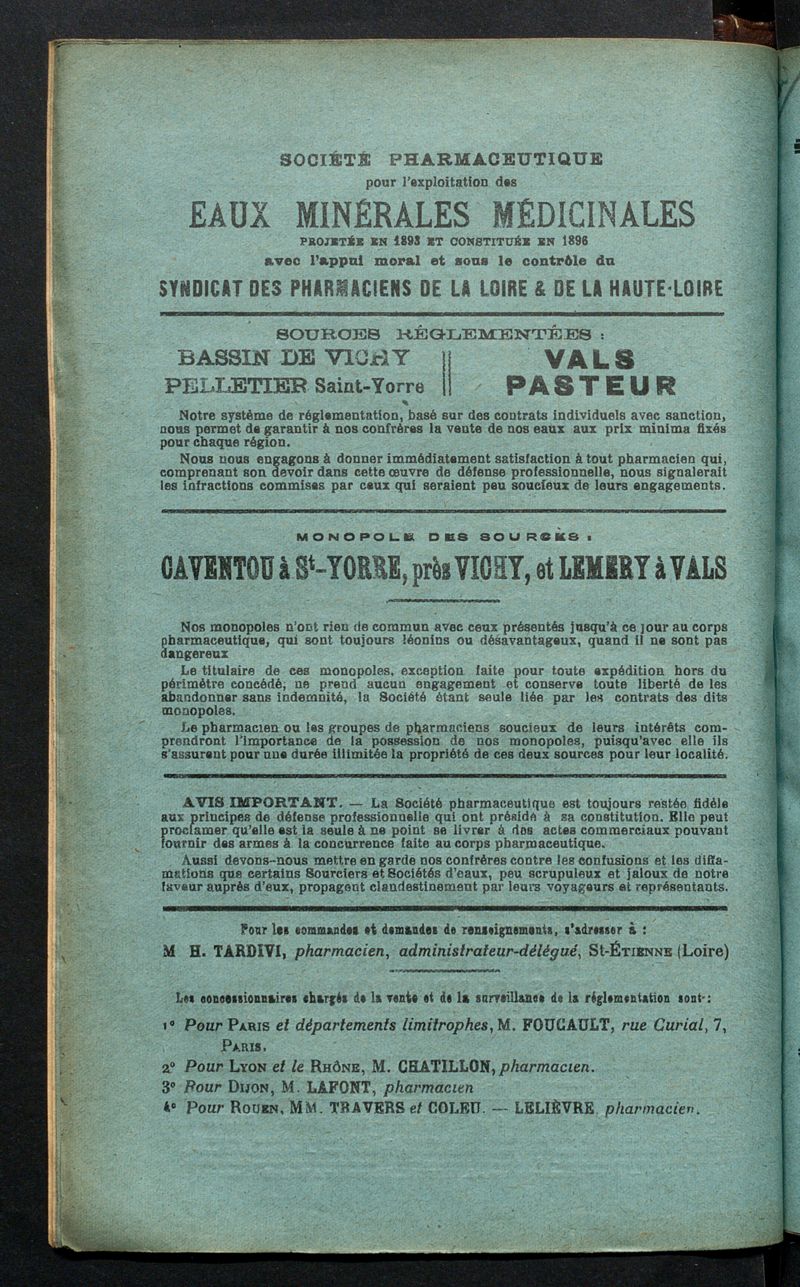 SOCIÉTÉ PHARMACEUTIQUE
pour l'exploitation des
EAUX MINÉRALES MÉDICINALES
PROJETÉE EN 1893 ET CONSTITUÉE EN 1896
avec l'appui moral et sous le contrôle du
SYNDICAT DES PHARMACIENS DE LA LOIRE & DE LA HAUTE-LOIRE
SOURCES RÉGLEMENTÉES :
BASSIN DE VICHY || VALS
PELLETIER Saint-Yorre || PASTEUR
Notre système de réglementation, basé sur des contrats individuels avec sanction,
nous permet de garantir à nos confrères la vente de nos eaux aux prix minima fixés
pour chaque région.
Nous nous engagons à donner immédiatement satisfaction à tout pharmacien qui,
comprenant son devoir dans cette œuvre de défense professionnelle, nous signalerait
les infractions commises par ceux qui seraient peu soucieux de leurs engagements.
MONOPOLE DES SOURCES :
CAVENTOU à St-YORRE, près VICHY, et LEMERY à VALS
Nos monopoles n'ont rien de commun avec ceux présentés jusqu'à ce jour au corps
pharmaceutique, qui sont toujours léonins ou désavantageux, quand il ne sont pas
dangereux
Le titulaire de ces monopoles, exception faite pour toute expédition hors du
périmètre concédé, ne prend aucun engagement et conserve toute liberté de les
abandonner sans indemnité, la Société étant seule liée par les contrats des dits
monopoles.
Le pharmacien ou les groupes de pharmaciens soucieux de leurs intérêts com-
prendront l'importance de la possession de nos monopoles, puisqu'avec elle ils
s'assurent pour une durée illimitée la propriété de ces deux sources pour leur localité.
AVIS IMPORTANT. — La Société pharmaceutique est toujours restée fidèle
aux principes de défense professionnelle qui ont présidé à sa constitution. Elle peut
proclamer qu'elle est la seule à ne point se livrer à des actes commerciaux pouvant
fournir des armes à la concurrence faite au corps pharmaceutique.
Aussi devons-nous mettre en garde nos confrères contre les confusions et les diffa-
mations que certains Sourciers et Sociétés d'eaux, peu scrupuleux et jaloux de notre
faveur auprès d'eux, propagent clandestinement par leurs voyageurs et représentants.
Pour les commandes et demandes de renseignements, s'adresser à :
M H. TARDIVI, pharmacien, administrateur-délégué, St-ÉTIENNE (Loire)
Les concessionnaires chargés de la vente et de la surveillance de la réglementation sont :
1° Pour PARIS et départements limitrophes, M. FOUCAULT, rue Curial, 7,
PARIS.
2° Pour LYON et le RHÔNE, M. CHATILLON, pharmacien.
3° Pour DIJON, M. LAFONT, pharmacien
4° Pour ROUEN, MM. TRAVERS et COLEU. — LELIÈVRE pharmacien.